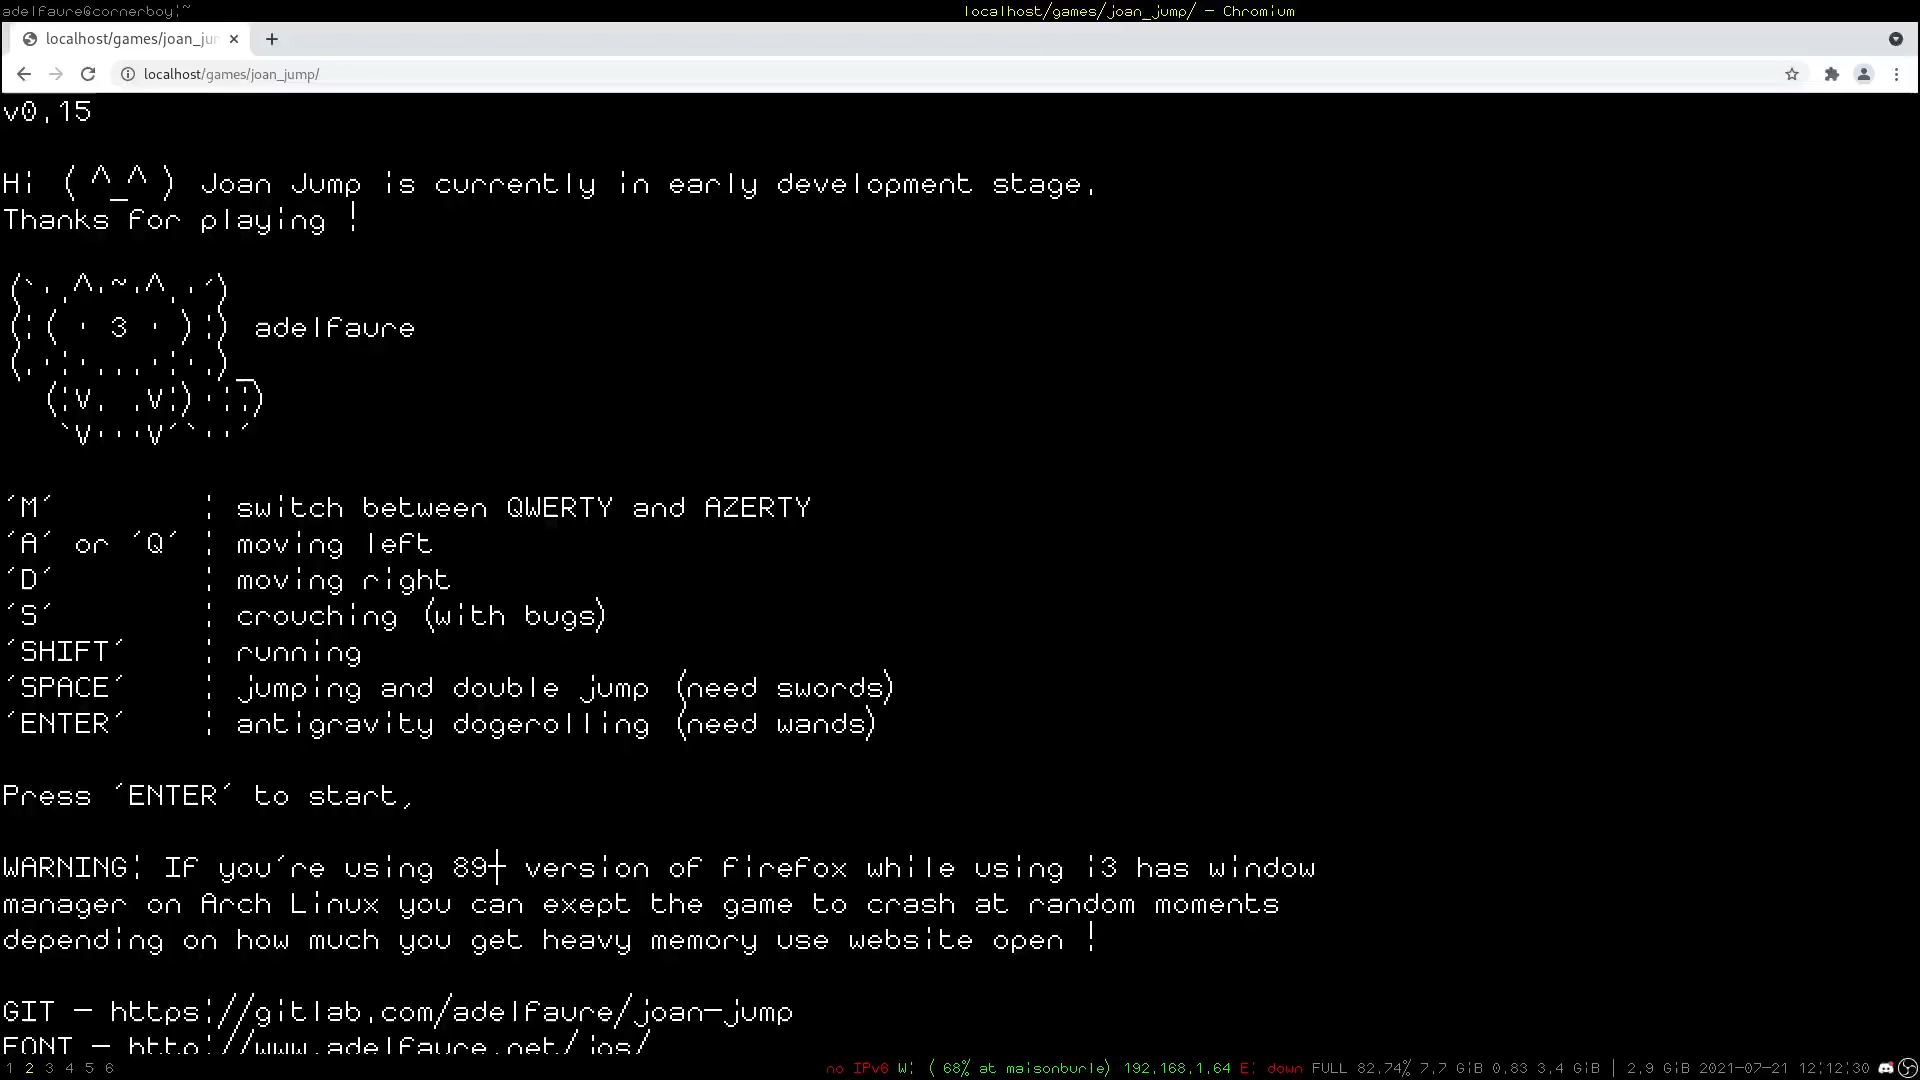 adelfaure@cornerboy:~
localhost/games/joan_jump/ — Chromium
localhost/games/joan_jum
localhost/games/joan_jump/
v0.15
Hi ( ^_^ ) Joan Jump is currently in early development stage.
Thanks for playing !
adelfaure
´M´ : switch between QWERTY and AZERTY
´A´ or ´Q´ : moving left
´D´ : moving right
´S´ : crouching (with bugs)
´SHIFT´ : running
´SPACE´ : jumping and double jump (need swords)
´ENTER´ : antigravity dogerolling (need wands)
Press ´ENTER´ to start,
WARNING: If you´re using 89+ version of firefox while using i3 has window
manager on Arch Linux you can exept the game to crash at random moments
depending on how much you get heavy memory use website open !
GIT — https://gitlab.com/adelfaure/joan-jump
FONT — http://www.adelfaure.net/jgs/
1 2 3 4 5 6
no IPv6 W: ( 68% at maisonburle) 192.168.1.64 E: down FULL 82.74% 7.7 GiB 0.83 3.4 GiB | 2.9 GiB 2021-07-21 12:12:30